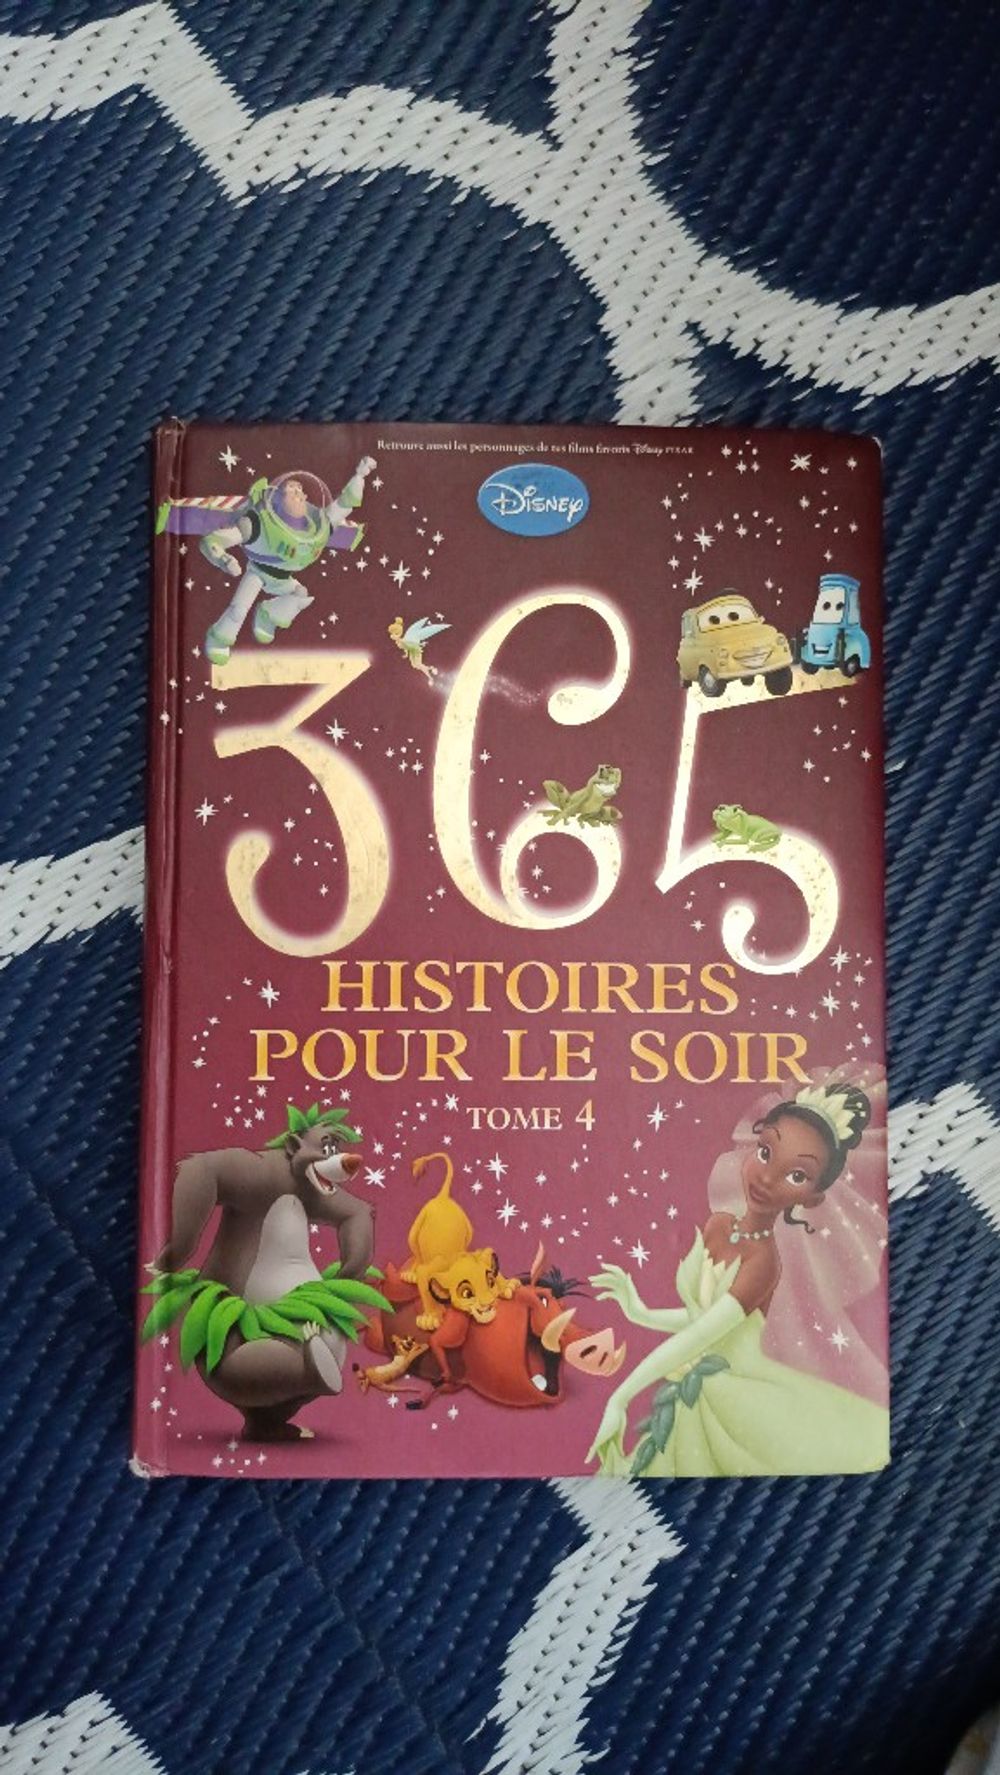 Retrouve aussi les personnages de tes films favoris Disney PIXAR
Disney
365
HISTOIRES
POUR LE SOIR
TOME 4